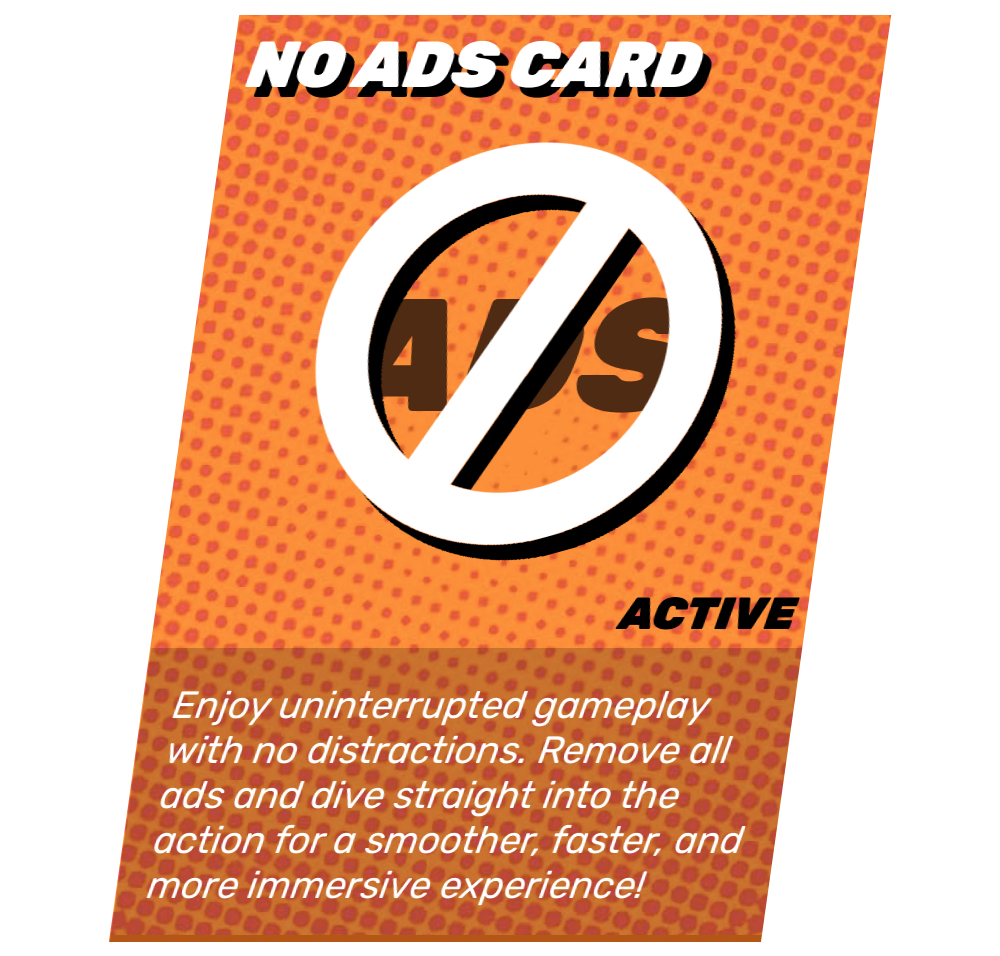 NO ADS CARD
ADS
ACTIVE
Enjoy uninterrupted gameplay
with no distractions. Remove all
ads and dive straight into the
action for a smoother, faster, and
more immersive experience!